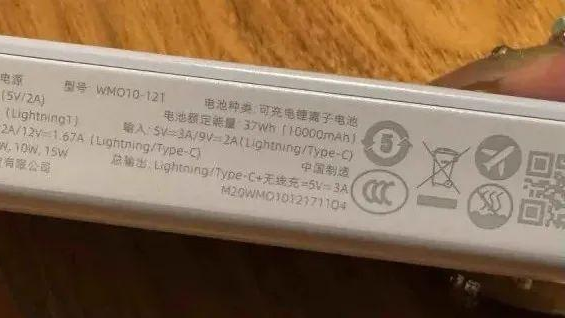 电源 型号: WMO10-121 电池种类: 可充电锂离子电池
(5V/2A) 电池额定能量: 37Wh (10000mAh)
(Lightning1) 输入: 5V=3A/9V=2A(Lightning/Type-C)
2A/12V=1.67A (Lightning/Type-C) 中国制造
W, 10W, 15W 总输出: Lightning/Type-C+无线充=5V=3A
有限公司 M20WMO10121711Q4
5
CCC